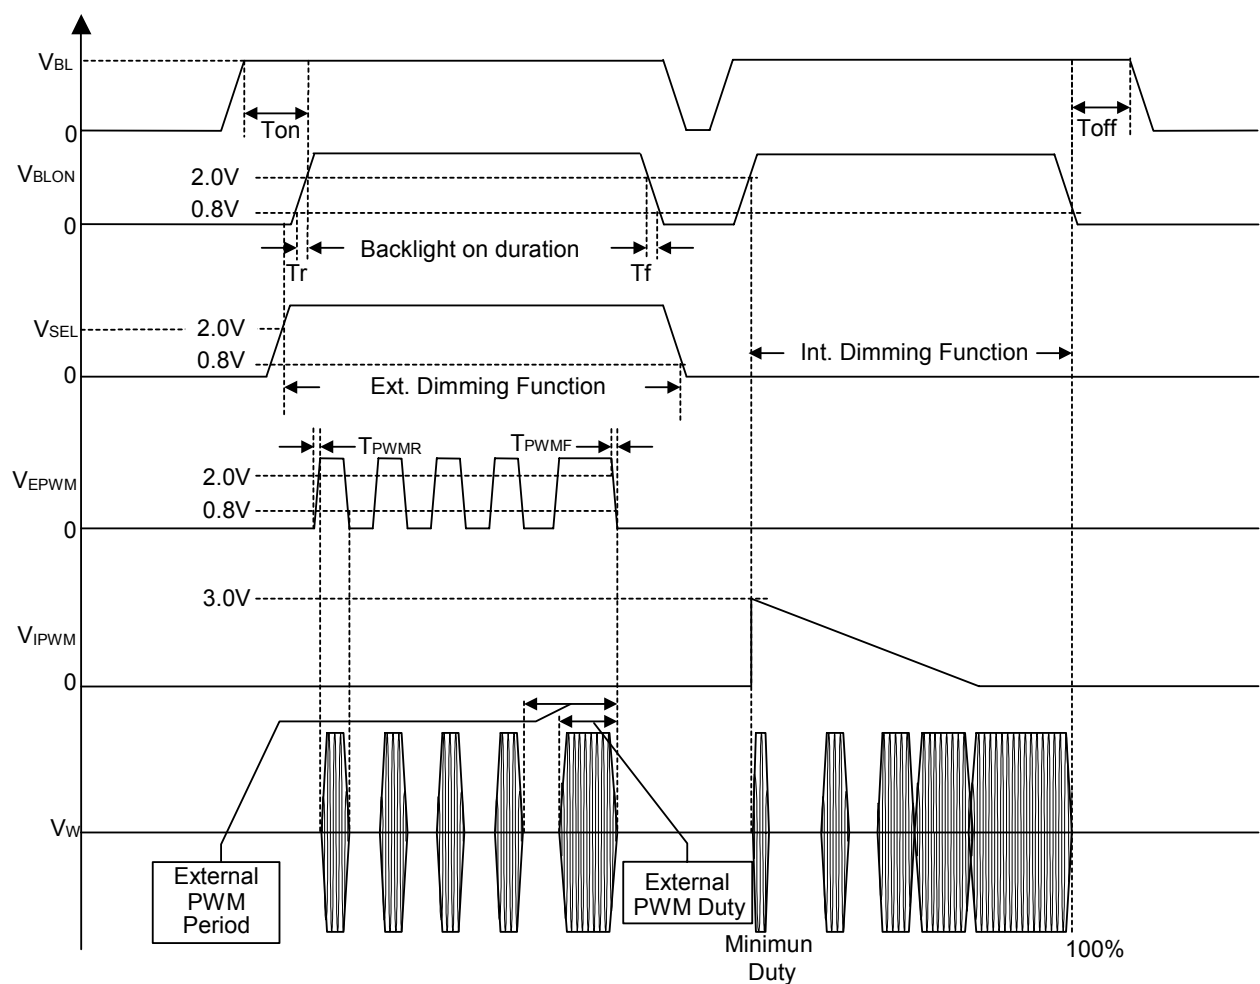 VBL
0
Ton
Toff
VBLON
2.0V
0.8V
0
Tr
Backlight on duration
Tf
VSEL
2.0V
0.8V
0
Int. Dimming Function
Ext. Dimming Function
TPWMR
TPWMF
VEPWM
2.0V
0.8V
0
3.0V
VIPWM
0
VW
External
PWM
Period
External
PWM Duty
Minimun
Duty
100%